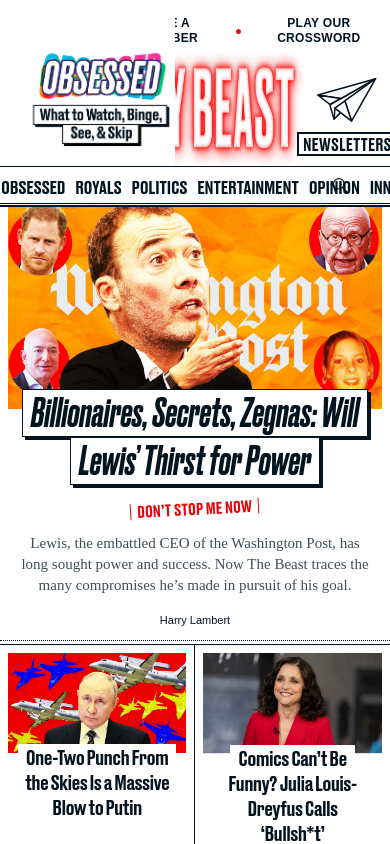 E A
BER
PLAY OUR
CROSSWORD
OBSESSED
What to Watch, Binge,
See, & Skip
Y BEAST
NEWSLETTERS
OBSESSED ROYALS POLITICS ENTERTAINMENT OPINION INN
Washington
Post
Billionaires, Secrets, Zegnas: Will
Lewis’ Thirst for Power
DON’T STOP ME NOW
Lewis, the embattled CEO of the Washington Post, has
long sought power and success. Now The Beast traces the
many compromises he’s made in pursuit of his goal.
Harry Lambert
One-Two Punch From
the Skies Is a Massive
Blow to Putin
Comics Can’t Be
Funny? Julia Louis-
Dreyfus Calls
‘Bullsh*t’